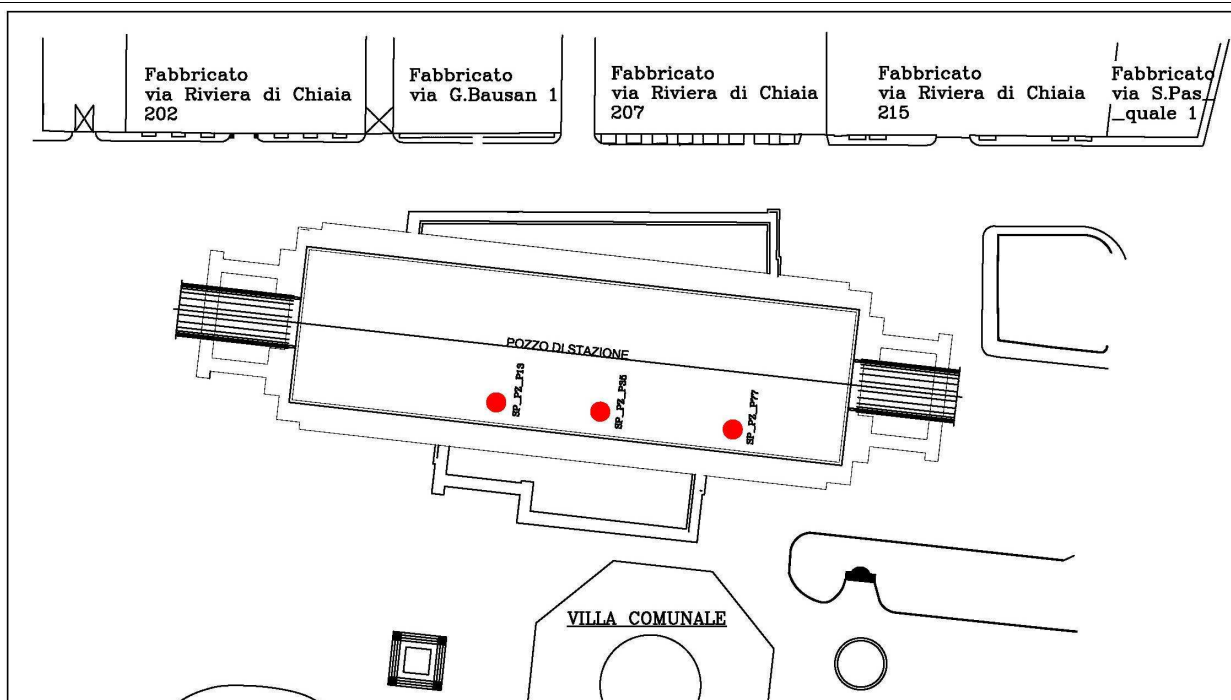 Fabbricato
via Riviera di Chiaia
202
Fabbricato
via G.Bausan 1
Fabbricato
via Riviera di Chiaia
207
Fabbricato
via Riviera di Chiaia
215
Fabbricato
via S.Pas_
_quale 1
POZZO DI STAZIONE
SP_PZ_P13
SP_PZ_P35
SP_PZ_P77
VILLA COMUNALE